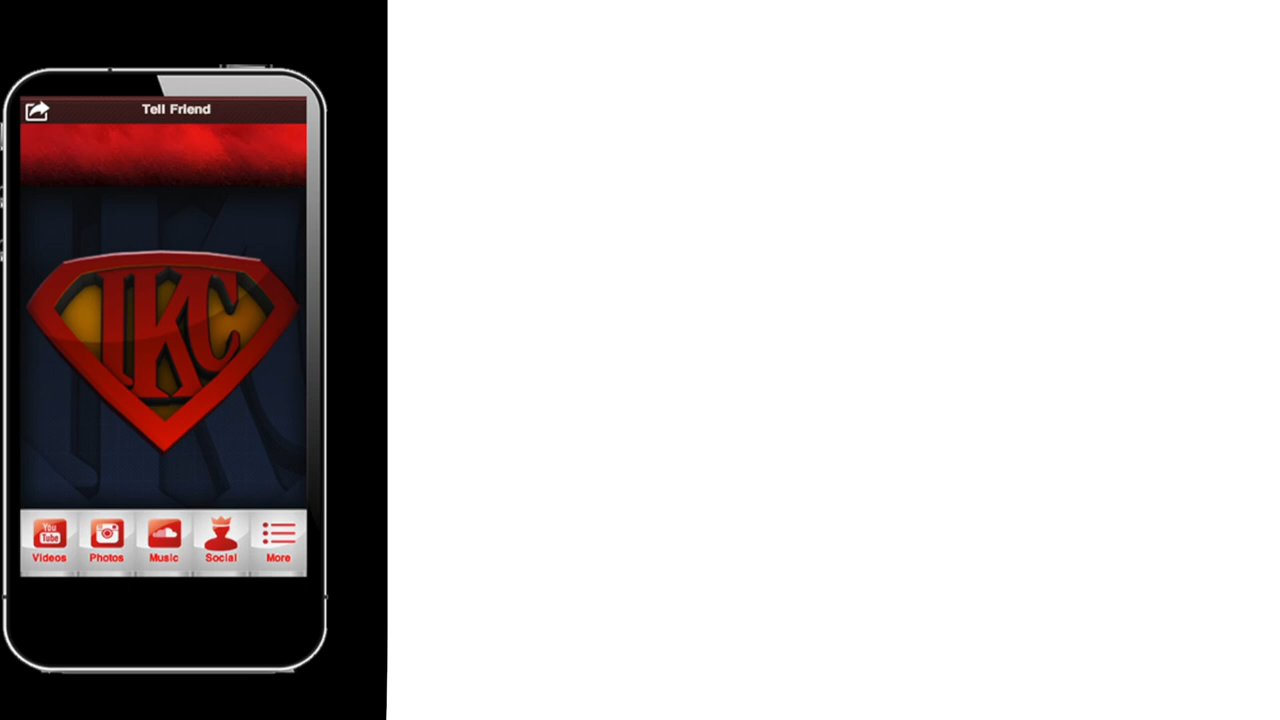 Tell Friend
IKC
You
Tube
Videos
Photos
Music
Social
More